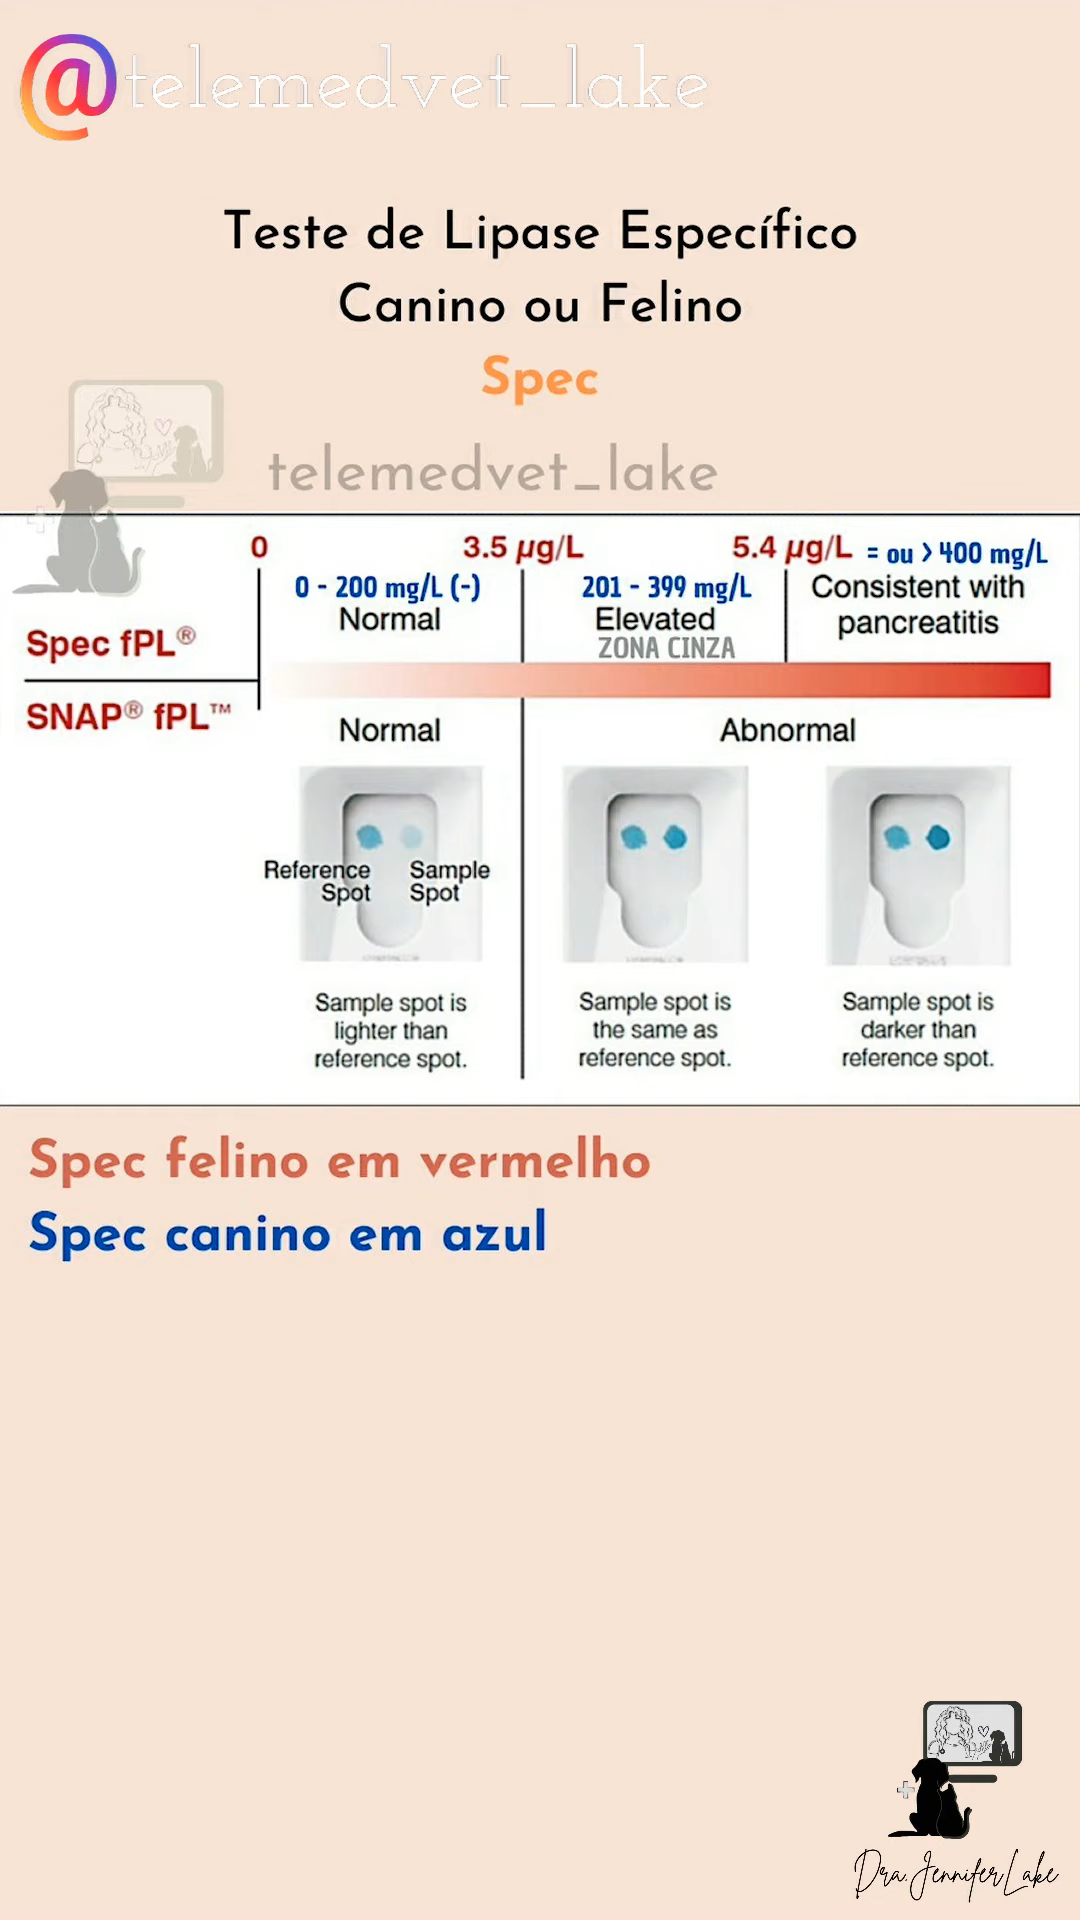 @telemedvet_lake
Teste de Lipase Específico
Canino ou Felino
Spec
telemedvet_lake
0 3.5 µg/L 5.4 µg/L = ou > 400 mg/L
0 - 200 mg/L (-) 201 - 399 mg/L Consistent with
Normal Elevated pancreatitis
ZONA CINZA
Spec fPL®
SNAP® fPL™
Normal Abnormal
Reference Sample
Spot Spot
Sample spot is
lighter than
reference spot.
Sample spot is
the same as
reference spot.
Sample spot is
darker than
reference spot.
Spec felino em vermelho
Spec canino em azul
Dra. Jennifer Lake